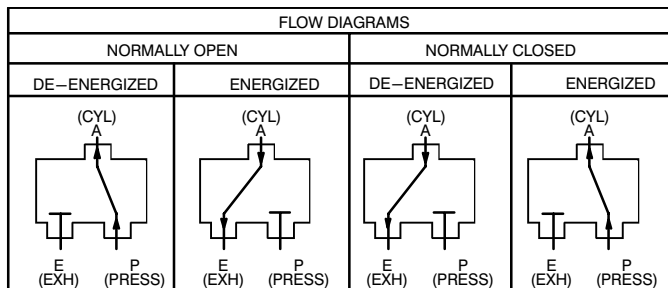 FLOW DIAGRAMS
NORMALLY OPEN NORMALLY CLOSED
DE–ENERGIZED ENERGIZED DE–ENERGIZED ENERGIZED
(CYL) (CYL) (CYL) (CYL)
A A A A
E P E P E P E P
(EXH) (PRESS) (EXH) (PRESS) (EXH) (PRESS) (EXH) (PRESS)